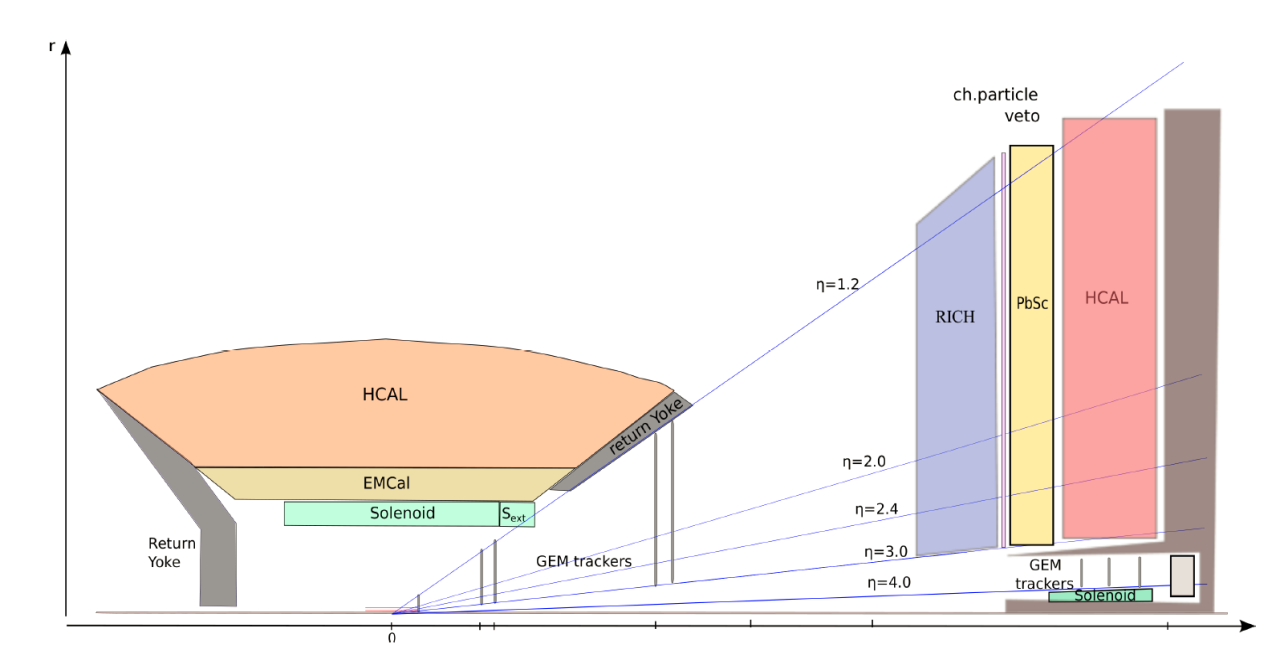 r
ch.particle
veto
η=1.2
PbSc
HCAL
RICH
HCAL
return Yoke
η=2.0
EMCal
η=2.4
Solenoid
Sext
Return
Yoke
GEM trackers
η=3.0
GEM
trackers
η=4.0
Solenoid
0